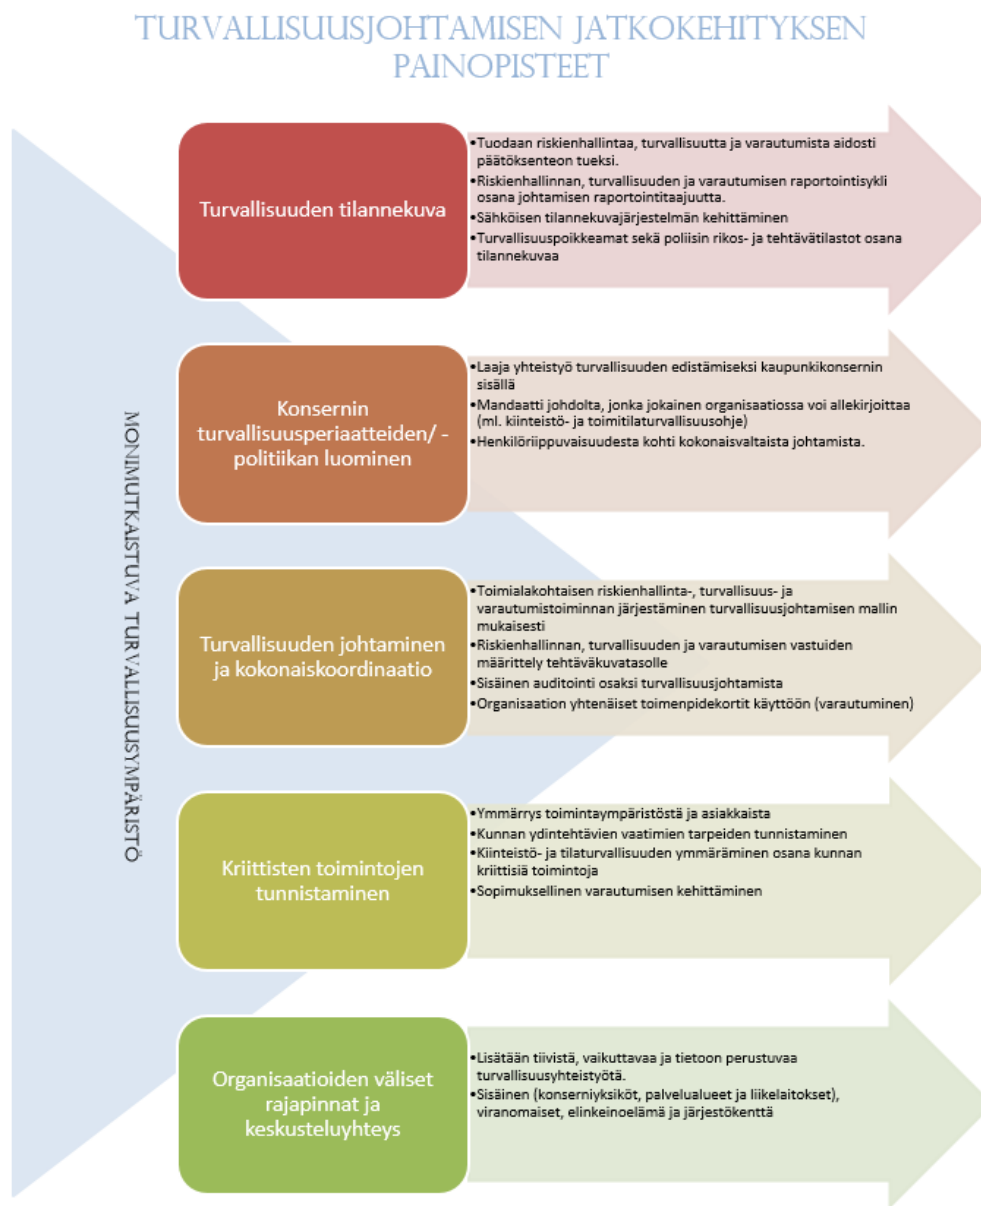 TURVALLISUUSJOHTAMISEN JATKOKEHITYKSEN
PAINOPISTEET
MONIMUTKAISTUVA TURVALLISUUSYMPÄRISTÖ
Turvallisuuden tilannekuva
•Tuodaan riskienhallintaa, turvallisuutta ja varautumista aidosti
päätöksenteon tueksi.
•Riskienhallinnan, turvallisuuden ja varautumisen raportointisykli
osana johtamisen raportointitaajuutta.
•Sähköisen tilannekuvajärjestelmän kehittäminen
•Turvallisuuspoikkeamat sekä poliisin rikos- ja tehtävätilastot osana
tilannekuvaa
Konsernin
turvallisuusperiaatteiden/ -
politiikan luominen
•Laaja yhteistyö turvallisuuden edistämiseksi kaupunkikonsernin
sisällä
•Mandaatti johdolta, jonka jokainen organisaatiossa voi allekirjoittaa
(ml. kiinteistö- ja toimitilaturvallisuusohje)
•Henkilöriippuvaisuudesta kohti kokonaisvaltaista johtamista.
Turvallisuuden johtaminen
ja kokonaiskoordinaatio
•Toimialakohtaisen riskienhallinta-, turvallisuus- ja
varautumistoiminnan järjestäminen turvallisuusjohtamisen mallin
mukaisesti
•Riskienhallinnan, turvallisuuden ja varautumisen vastuiden
määrittely tehtäväkuvatasolle
•Sisäinen auditointi osaksi turvallisuusjohtamista
•Organisaation yhtenäiset toimenpidekortit käyttöön (varautuminen)
Kriittisten toimintojen
tunnistaminen
•Ymmärrys toimintaympäristöstä ja asiakkaista
•Kunnan ydintehtävien vaatimien tarpeiden tunnistaminen
•Kiinteistö- ja tilaturvallisuuden ymmäräminen osana kunnan
kriittisiä toimintoja
•Sopimuksellinen varautumisen kehittäminen
Organisaatioiden väliset
rajapinnat ja
keskusteluyhteys
•Lisätään tiivistä, vaikuttavaa ja tietoon perustuvaa
turvallisuusyhteistyötä.
•Sisäinen (konserniyksiköt, palvelualueet ja liikelaitokset),
viranomaiset, elinkeinoelämä ja järjestökenttä